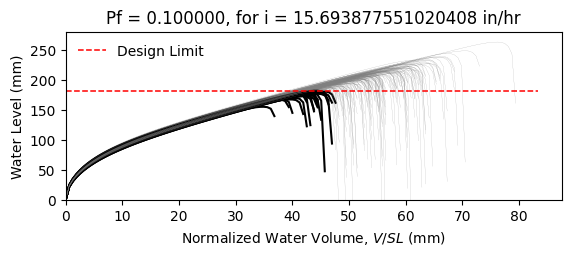 Pf = 0.100000, for i = 15.693877551020408 in/hr
Design Limit
Water Level (mm)
250
200
150
100
50
0
0 10 20 30 40 50 60 70 80
Normalized Water Volume, V/SL (mm)